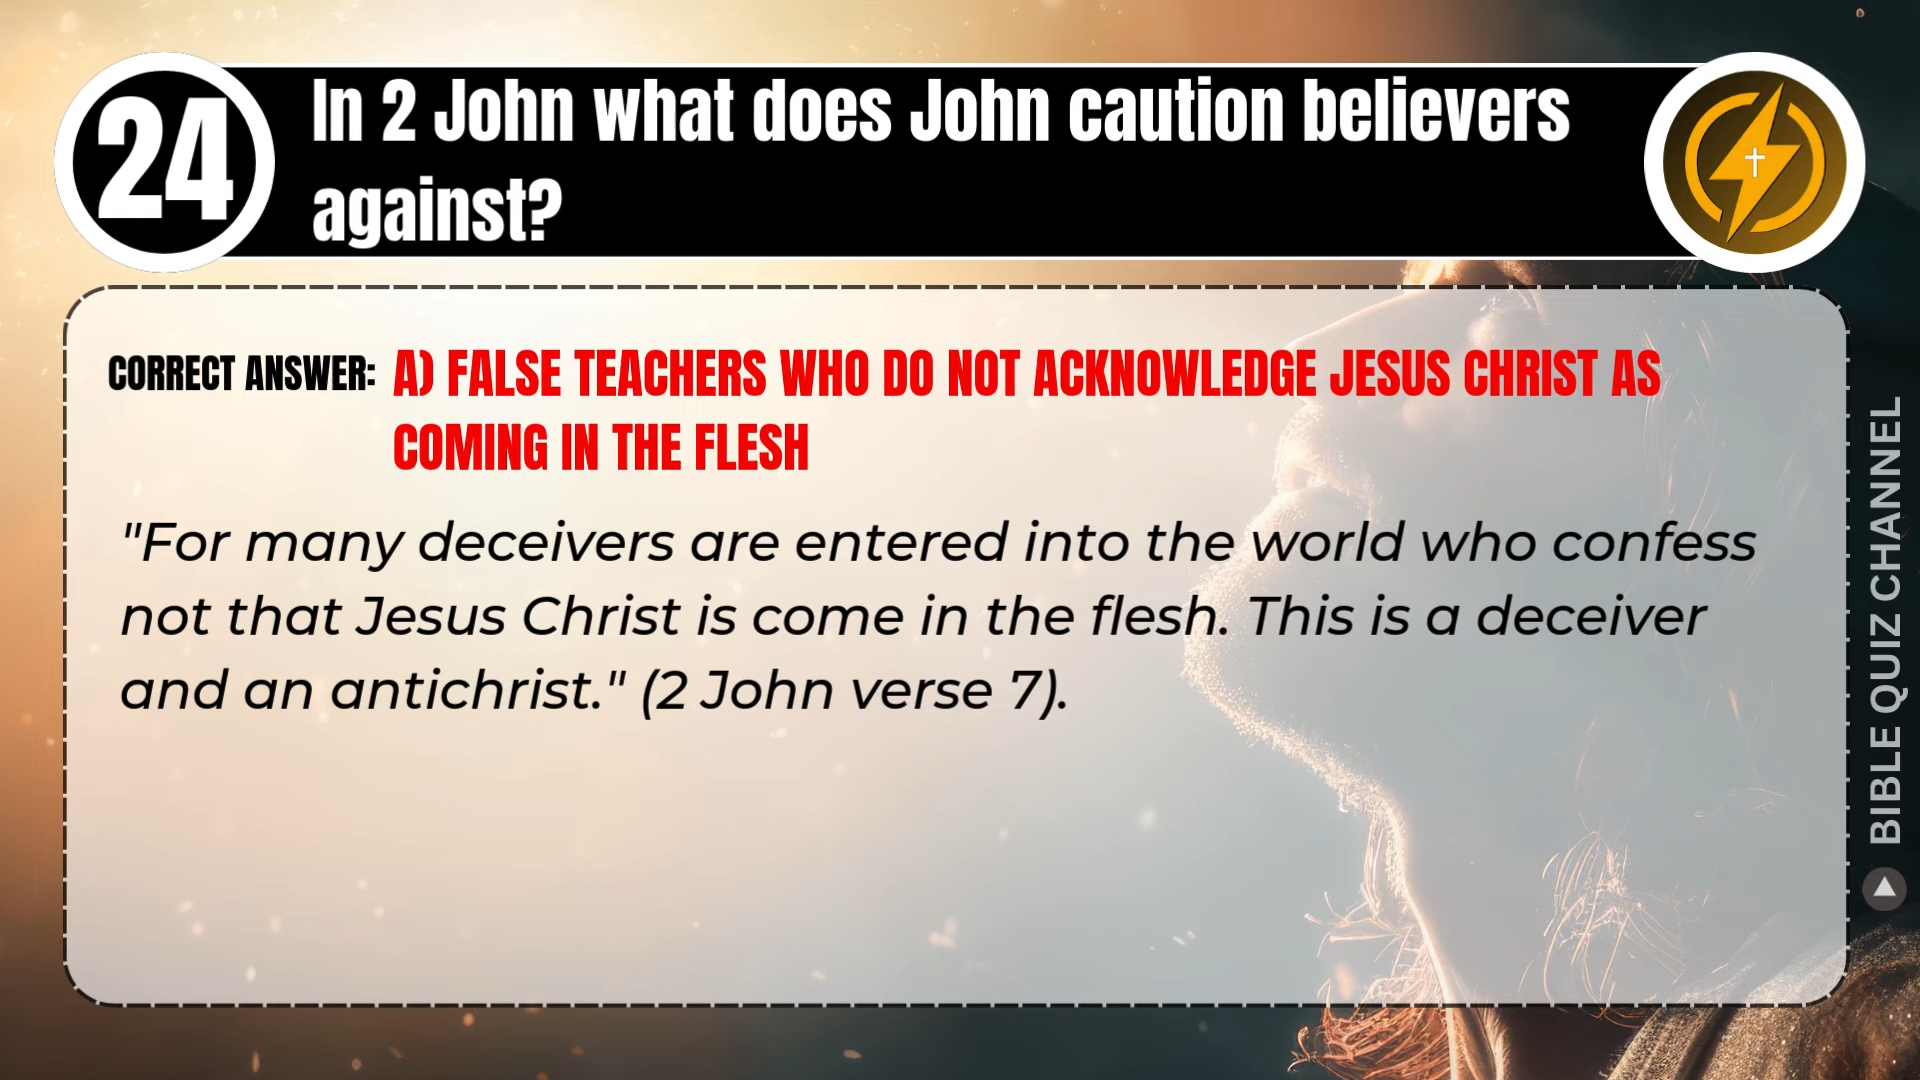 24
In 2 John what does John caution believers
against?
CORRECT ANSWER: A) FALSE TEACHERS WHO DO NOT ACKNOWLEDGE JESUS CHRIST AS
COMING IN THE FLESH
"For many deceivers are entered into the world who confess
not that Jesus Christ is come in the flesh. This is a deceiver
and an antichrist." (2 John verse 7).
BIBLE QUIZ CHANNEL